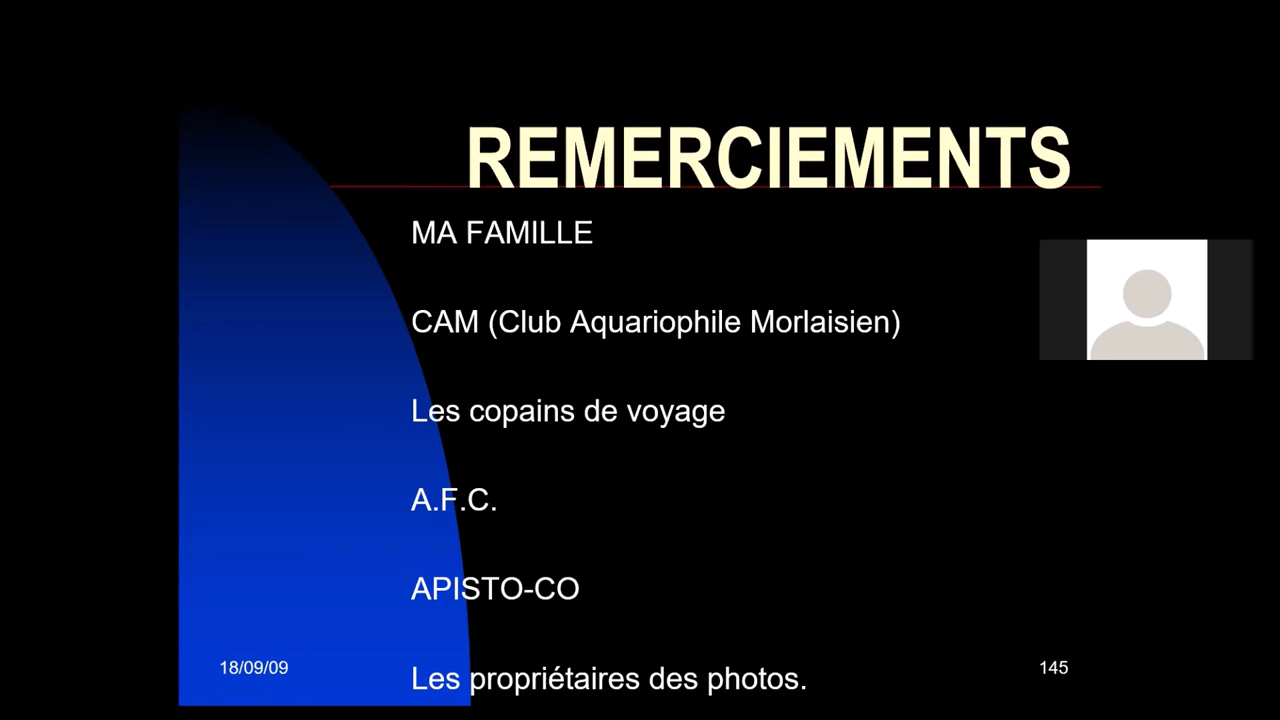 REMERCIEMENTS
MA FAMILLE
CAM (Club Aquariophile Morlaisien)
Les copains de voyage
A.F.C.
APISTO-CO
Les propriétaires des photos.
18/09/09
145